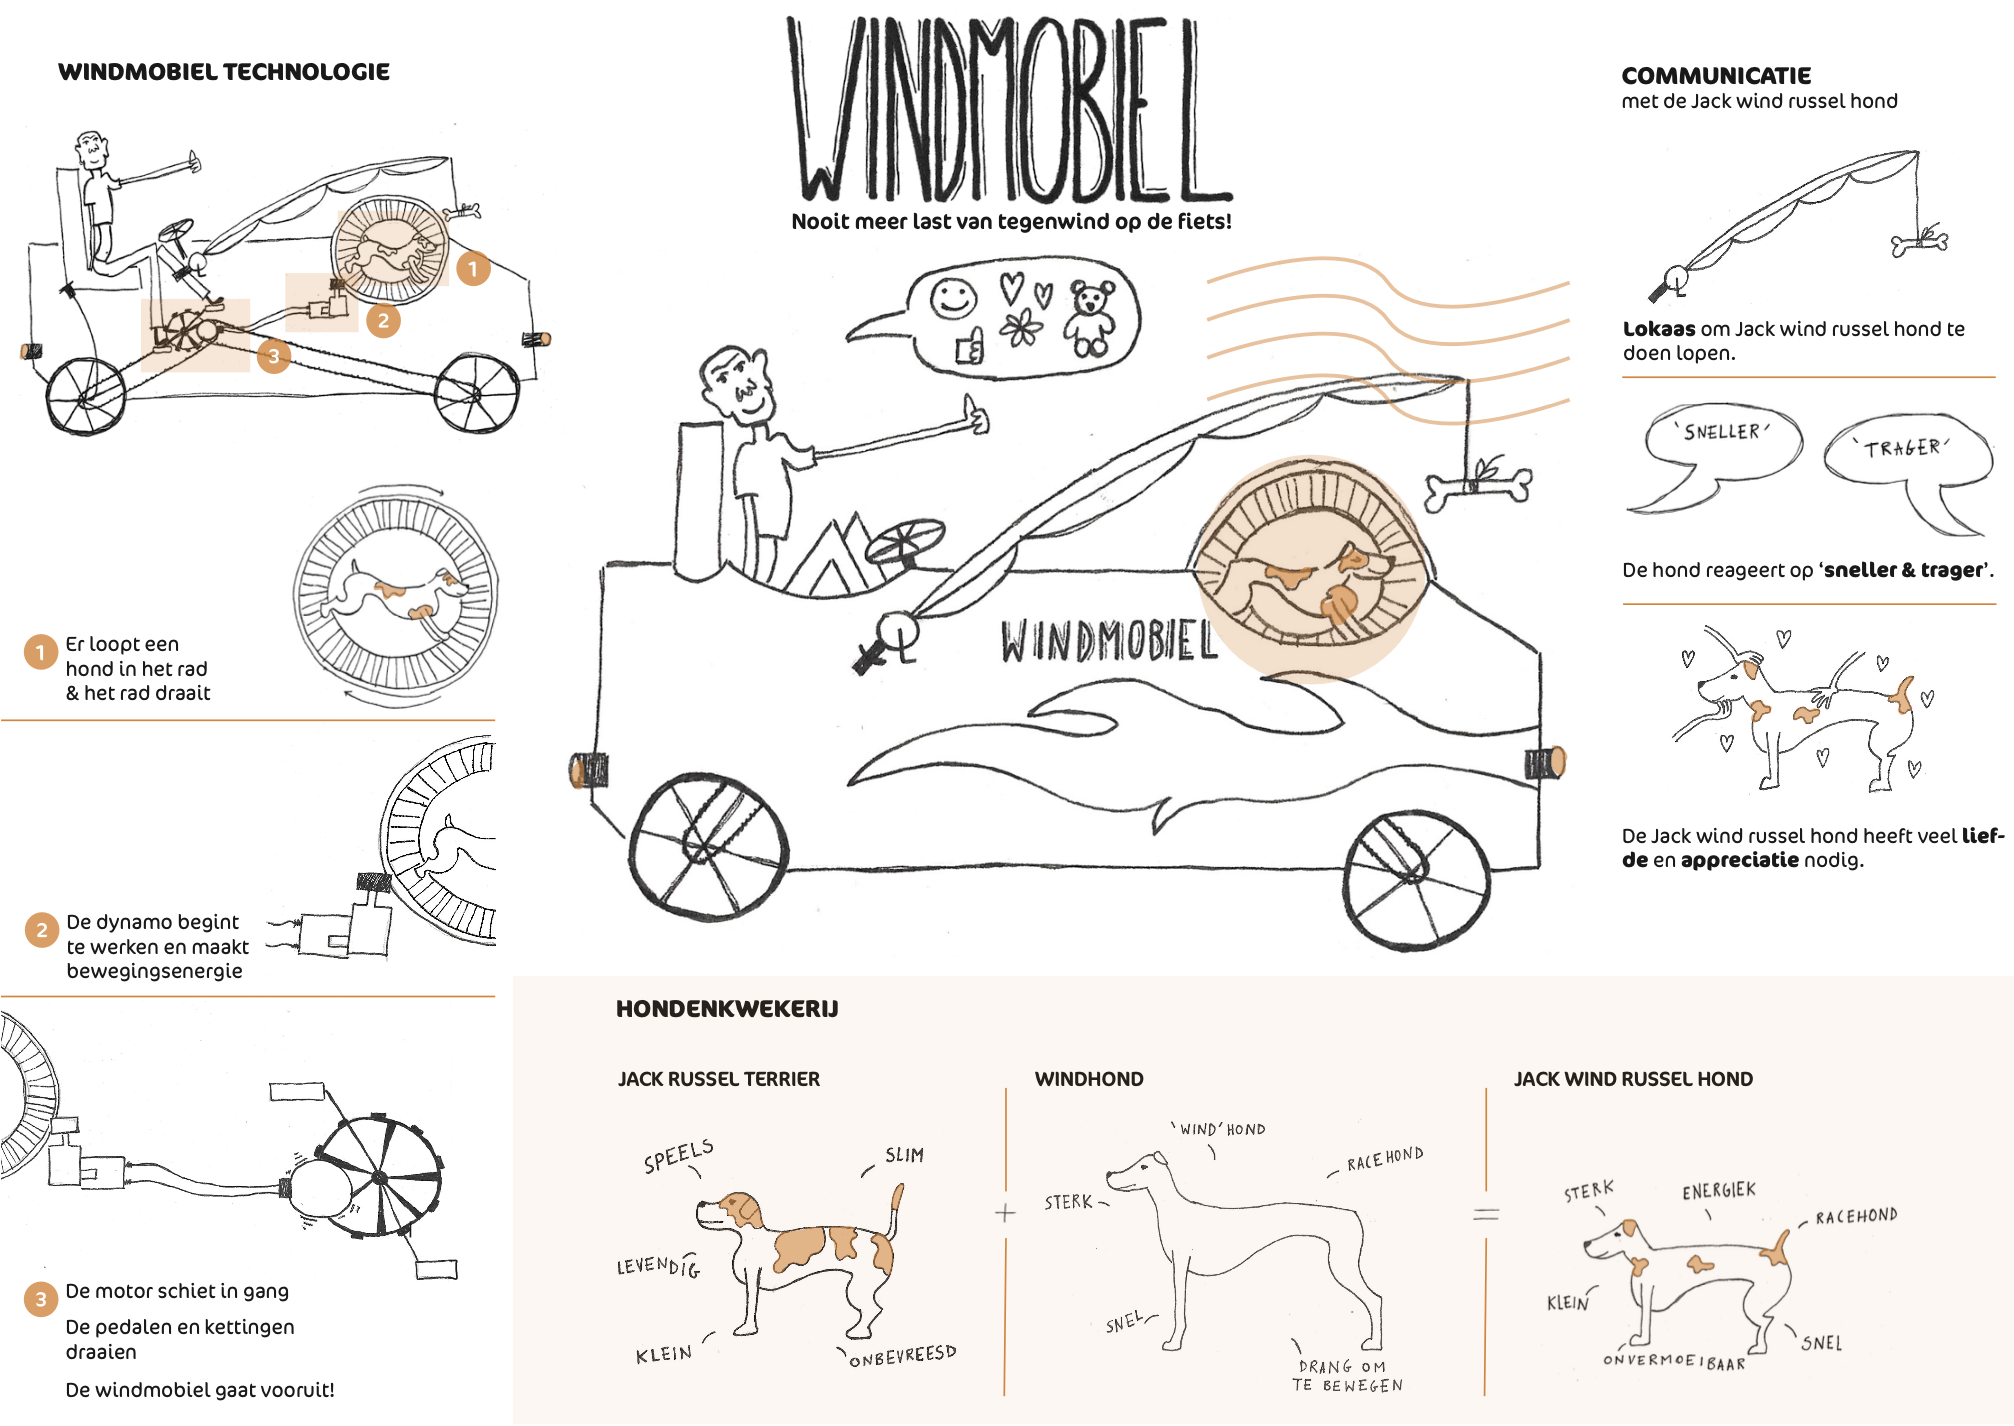 WINDMOBIEL TECHNOLOGIE
1
2
3
1
Er loopt een
hond in het rad
& het rad draait
2
De dynamo begint
te werken en maakt
bewegingsenergie
3
De motor schiet in gang
De pedalen en kettingen
draaien
De windmobiel gaat vooruit!
WINDMOBIEL
Nooit meer last van tegenwind op de fiets!
WINDMOBIEL
COMMUNICATIE
met de Jack wind russel hond
Lokaas om Jack wind russel hond te
doen lopen.
'SNELLER'
'TRAGER'
De hond reageert op ‘sneller & trager’.
De Jack wind russel hond heeft veel lief-
de en appreciatie nodig.
HONDENKWEKERIJ
JACK RUSSEL TERRIER
SPEELS
SLIM
LEVENDIG
KLEIN
ONBEVREESD
+
WINDHOND
'WIND'HOND
RACEHOND
STERK
SNEL
DRANG OM
TE BEWEGEN
=
JACK WIND RUSSEL HOND
STERK
ENERGIEK
RACEHOND
KLEIN
SNEL
ONVERMOEIBAAR